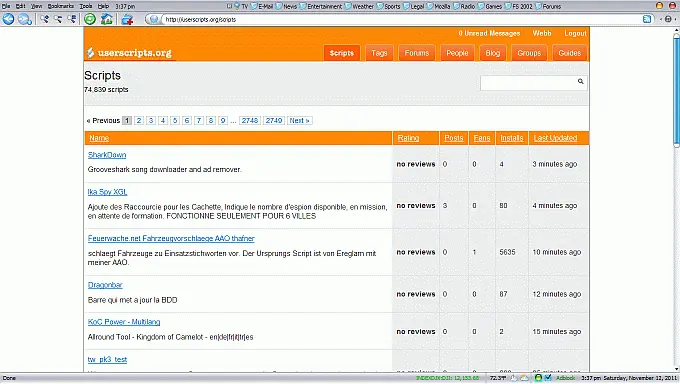 File Edit View Bookmarks Tools Help 3:37 pm TV E-Mail News Entertainment Weather Sports Legal Mozilla Radio Games FS 2002 Forums
http://userscripts.org/scripts
0 Unread Messages Webb Logout
userscripts.org Scripts Tags Forums People Blog Groups Guides
Scripts
74,839 scripts
« Previous 1 2 3 4 5 6 7 8 9 ... 2748 2749 Next »
Name Rating Posts Fans Installs Last Updated
SharkDown
Grooveshark song downloader and ad remover.
no reviews 0 0 4 3 minutes ago
Ika Spy XGL
Ajoute des Raccourcie pour les Cachette, Indique le nombre d'espion disponible, en mission,
en attente de formation. FONCTIONNE SEULEMENT POUR 6 VILLES
no reviews 3 0 80 4 minutes ago
Feuerwache.net Fahrzeugvorschlaege AAO thafner
schlaegt Fahrzeuge zu Einsatzstichworten vor. Der Ursprungs Script ist von Ereglam mit
meiner AAO.
no reviews 0 1 5635 10 minutes ago
Dragonbar
Barre qui met a jour la BDD
no reviews 0 0 87 12 minutes ago
KoC Power - Multilang
Allround Tool - Kingdom of Camelot - en|de|fr|it|tr|es
no reviews 0 0 2 15 minutes ago
tw_pk3_test
Done 72.3°F Adblock 3:37 pm Saturday, November 12,